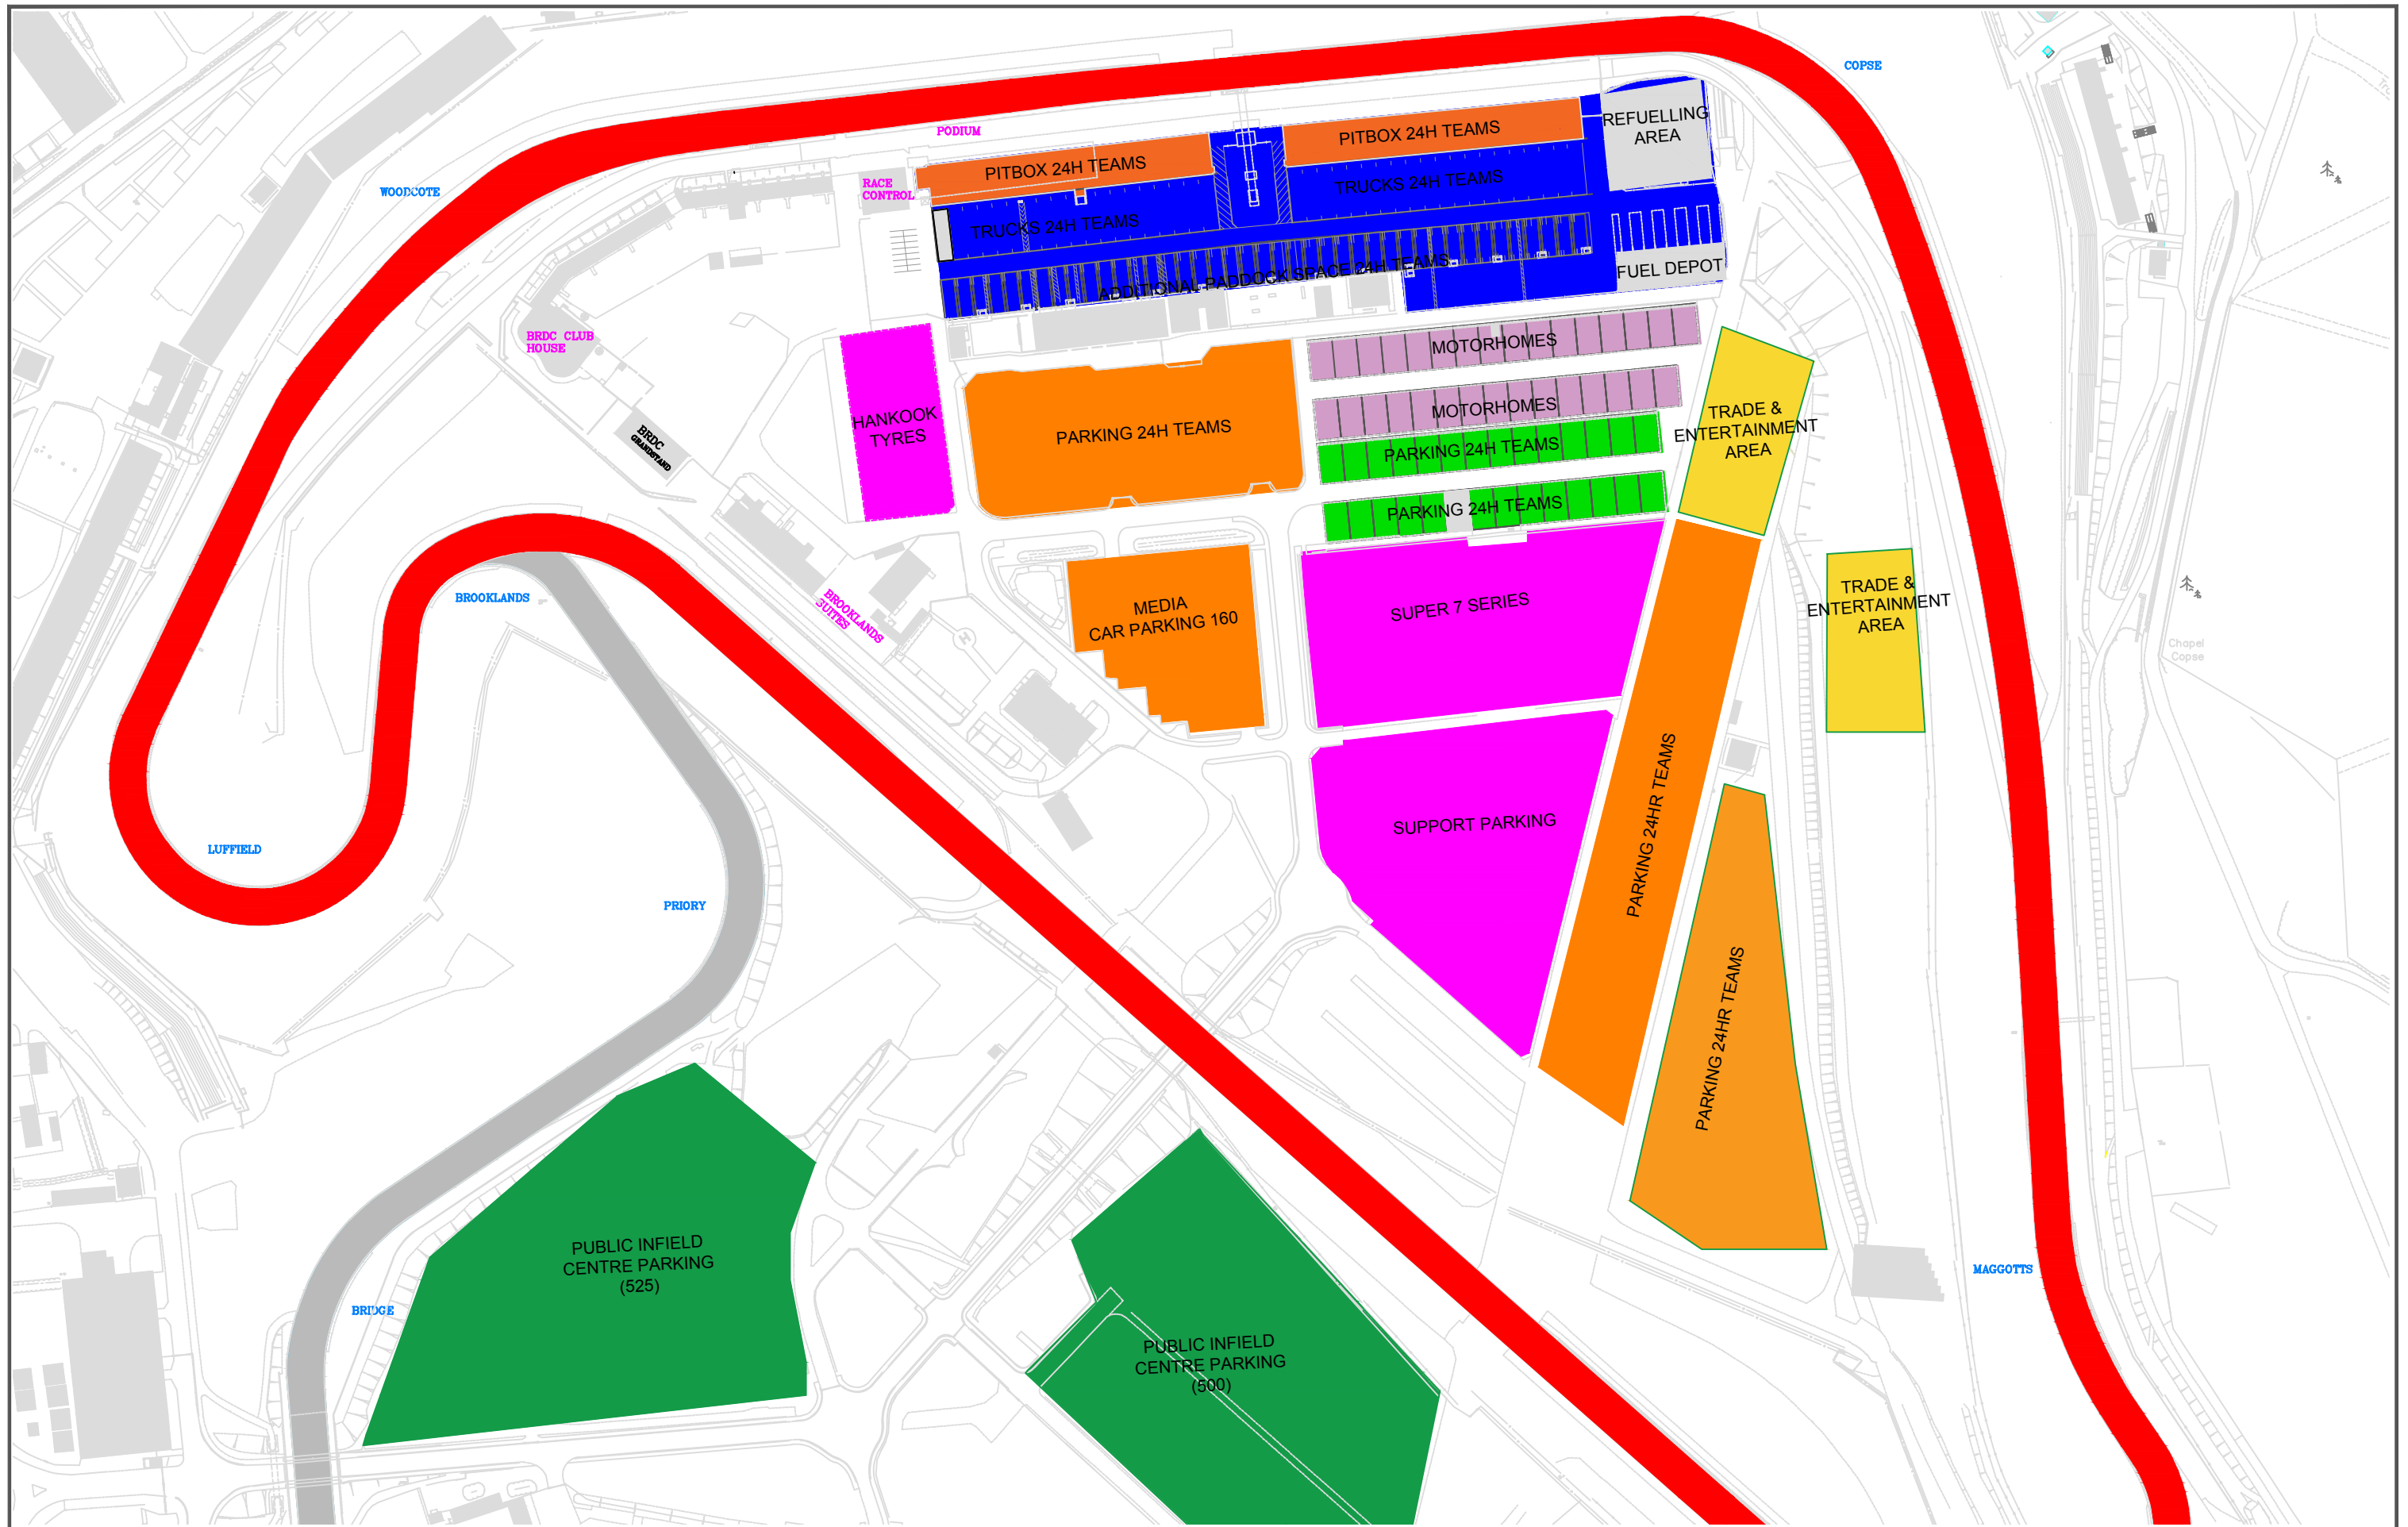 COPSE
PODIUM
WOODCOTE
RACE
CONTROL
PITBOX 24H TEAMS
PITBOX 24H TEAMS
REFUELLING
AREA
TRUCKS 24H TEAMS
TRUCKS 24H TEAMS
ADDITIONAL PADDOCK SPACE 24H TEAMS
FUEL DEPOT
BRDC CLUB
HOUSE
BRDC
GRANDSTAND
HANKOOK
TYRES
PARKING 24H TEAMS
MOTORHOMES
MOTORHOMES
PARKING 24H TEAMS
PARKING 24H TEAMS
TRADE &
ENTERTAINMENT
AREA
TRADE &
ENTERTAINMENT
AREA
BROOKLANDS
BROOKLANDS
SUITES
H
MEDIA
CAR PARKING 160
SUPER 7 SERIES
Chapel
Copse
SUPPORT PARKING
PARKING 24HR TEAMS
PARKING 24HR TEAMS
LUFFIELD
PRIORY
BRIDGE
PUBLIC INFIELD
CENTRE PARKING
(525)
PUBLIC INFIELD
CENTRE PARKING
(500)
MAGGOTTS